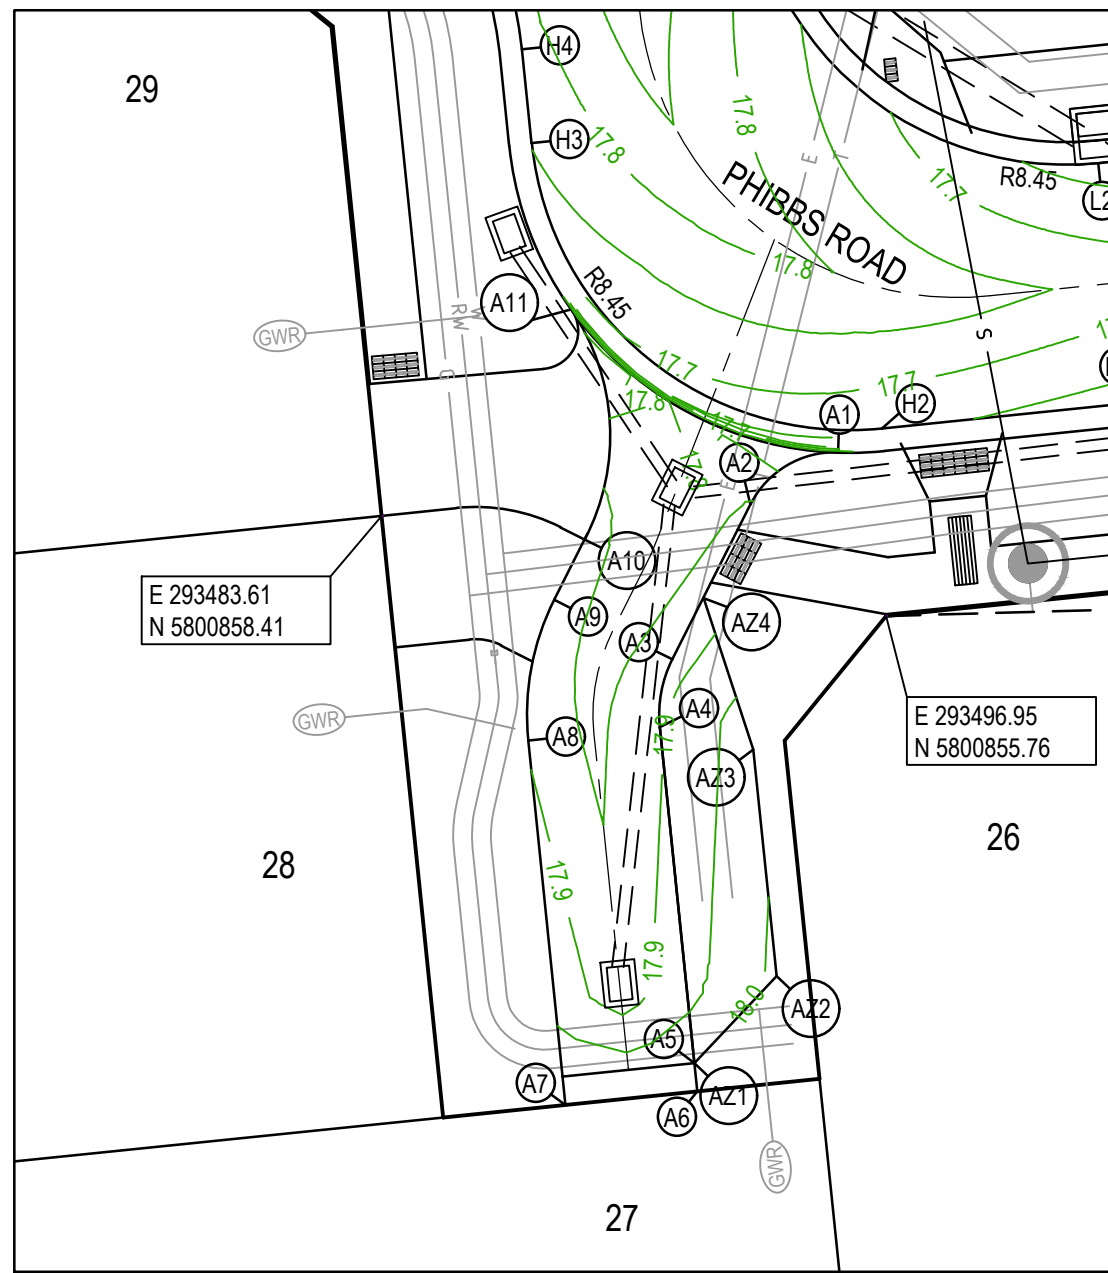 29
H4
17.8
H3
17.8
E
T
17.7
R8.45
PHIBBS ROAD
17.8
A11
R8.45
RW
W
S
GWR
G
17.7
17.7
17.8
A1
H2
A2
E
A10
E 293483.61
N 5800858.41
A9
A3
AZ4
GWR
A8
A4
17.9
E 293496.95
N 5800855.76
AZ3
26
28
17.9
17.9
18.0
AZ2
A5
A7
AZ1
A6
GWR
27